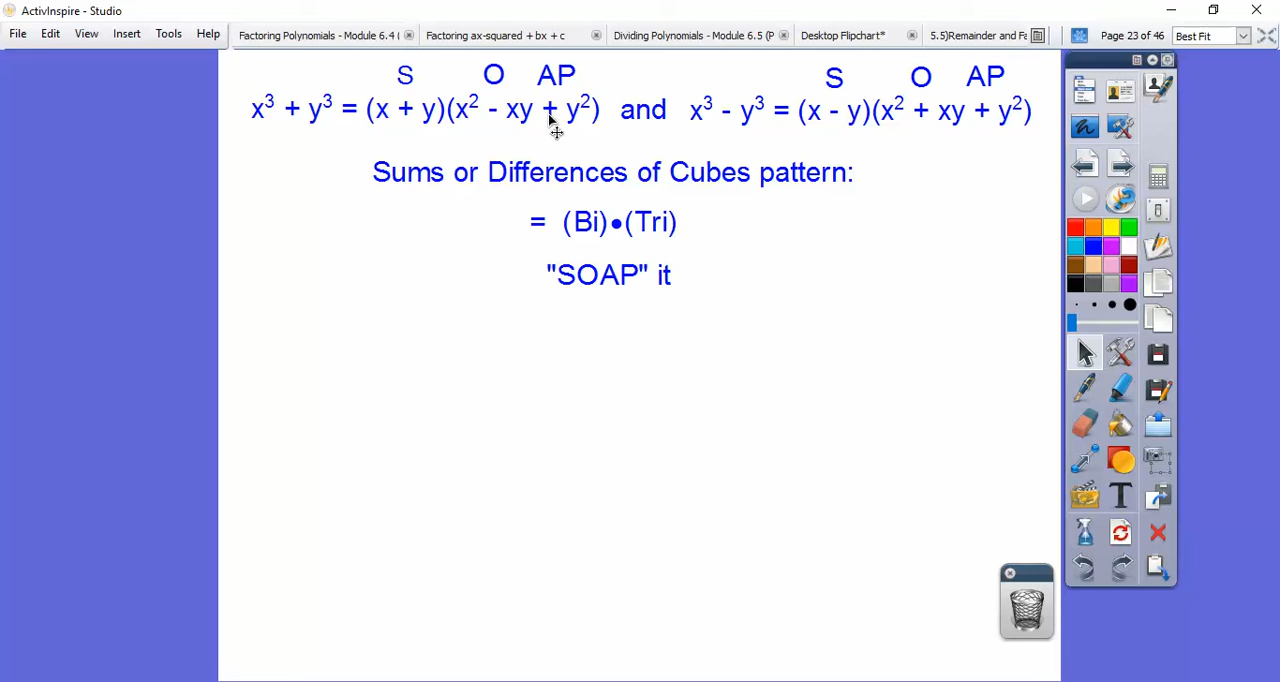 ActivInspire - Studio
File Edit View Insert Tools Help
Factoring Polynomials - Module 6.4 (
Factoring ax-squared + bx + c
Dividing Polynomials - Module 6.5 (P
Desktop Flipchart*
5.5)Remainder and Fa
Page 23 of 46
Best Fit
S O AP S O AP
x³ + y³ = (x + y)(x² - xy + y²) and x³ - y³ = (x - y)(x² + xy + y²)
Sums or Differences of Cubes pattern:
= (Bi)•(Tri)
"SOAP" it